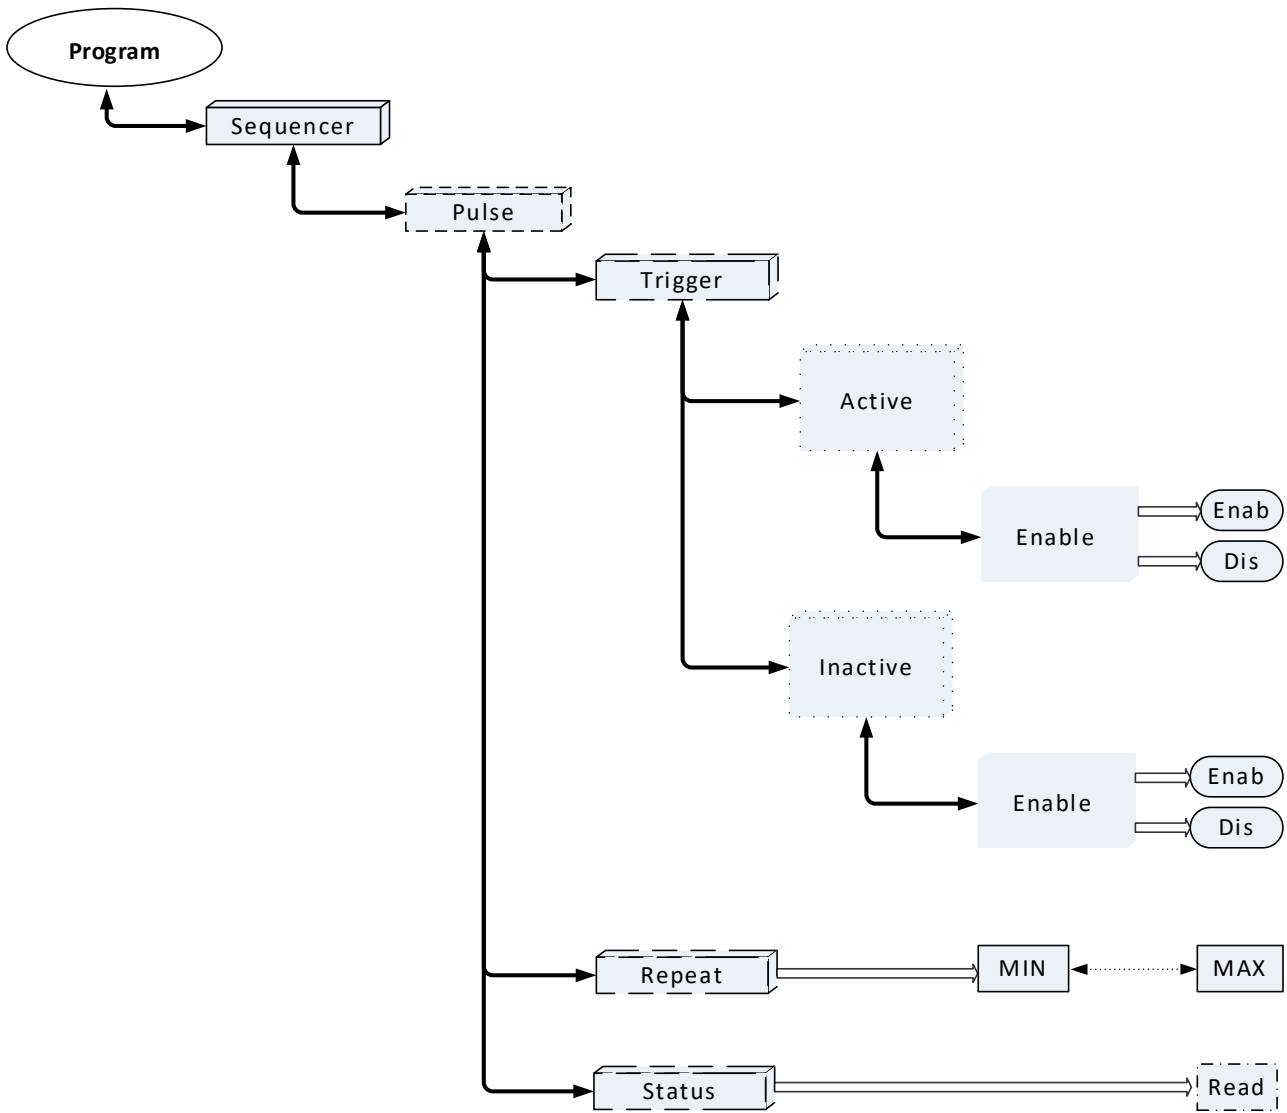 Program
Sequencer
Pulse
Trigger
Active
Enable
Enab
Dis
Inactive
Enable
Enab
Dis
Repeat
MIN
MAX
Status
Read